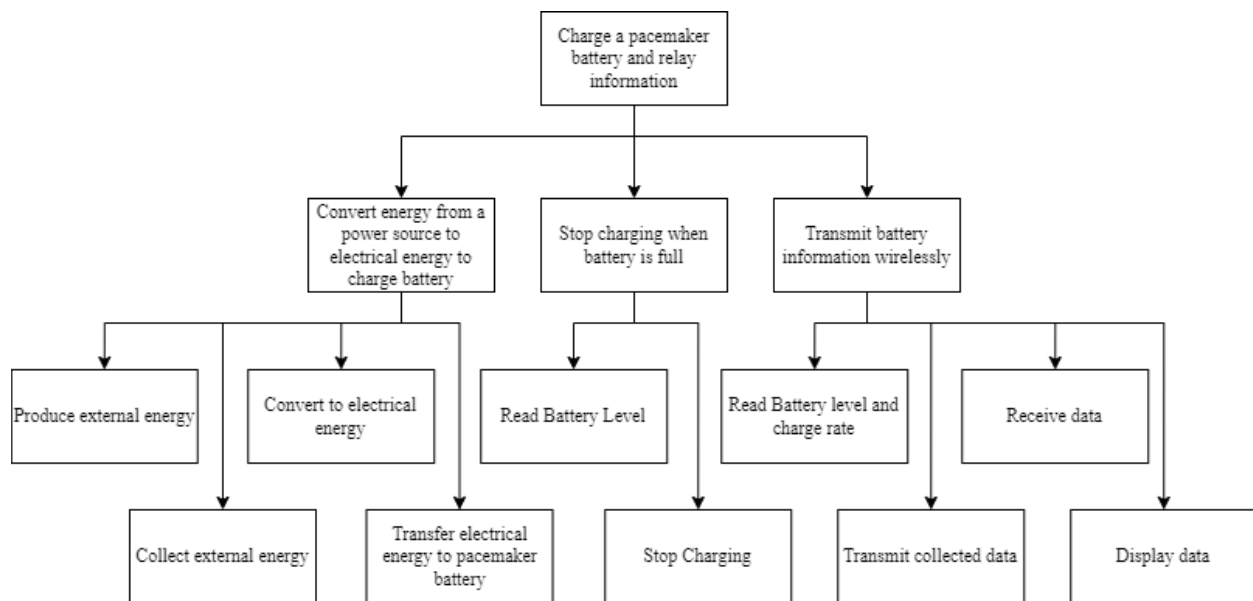 Charge a pacemaker
battery and relay
information
Convert energy from a
power source to
electrical energy to
charge battery
Stop charging when
battery is full
Transmit battery
information wirelessly
Produce external energy
Convert to electrical
energy
Read Battery Level
Read Battery level and
charge rate
Receive data
Collect external energy
Transfer electrical
energy to pacemaker
battery
Stop Charging
Transmit collected data
Display data